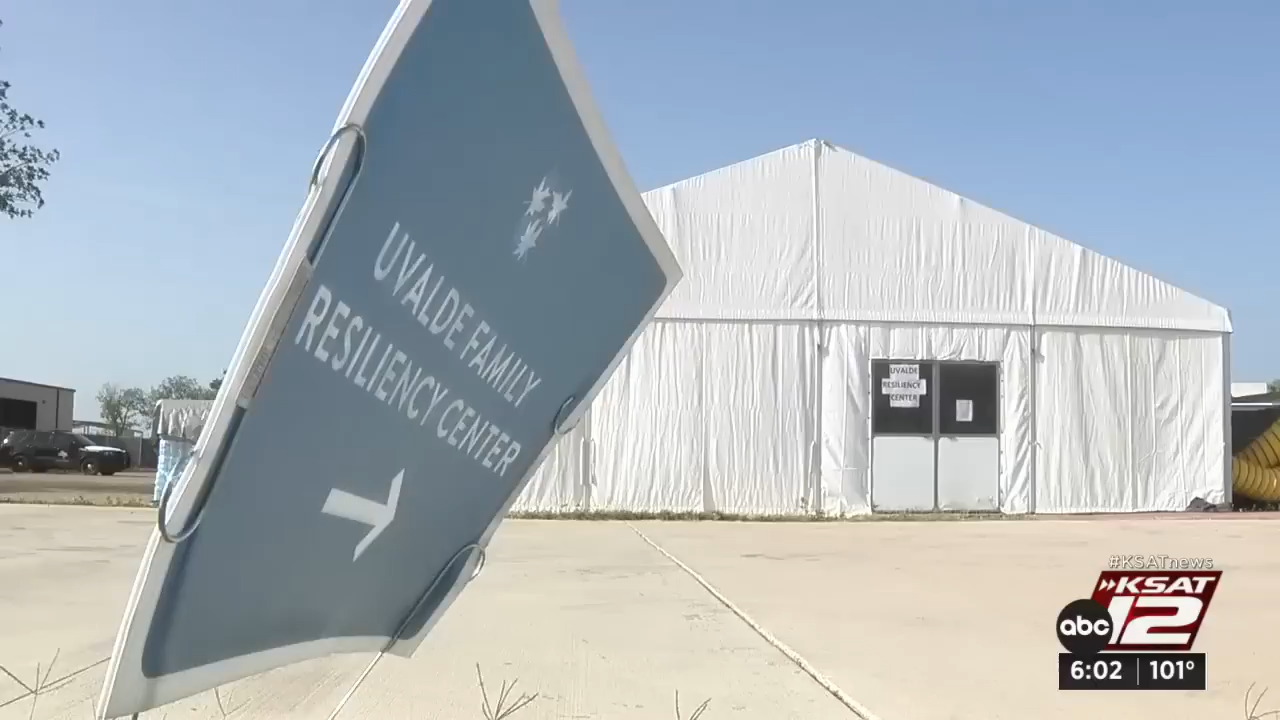 UVALDE FAMILY
RESILIENCY CENTER
UVALDE
RESILIENCY
CENTER
#KSATnews
KSAT
abc 12
6:02 101°